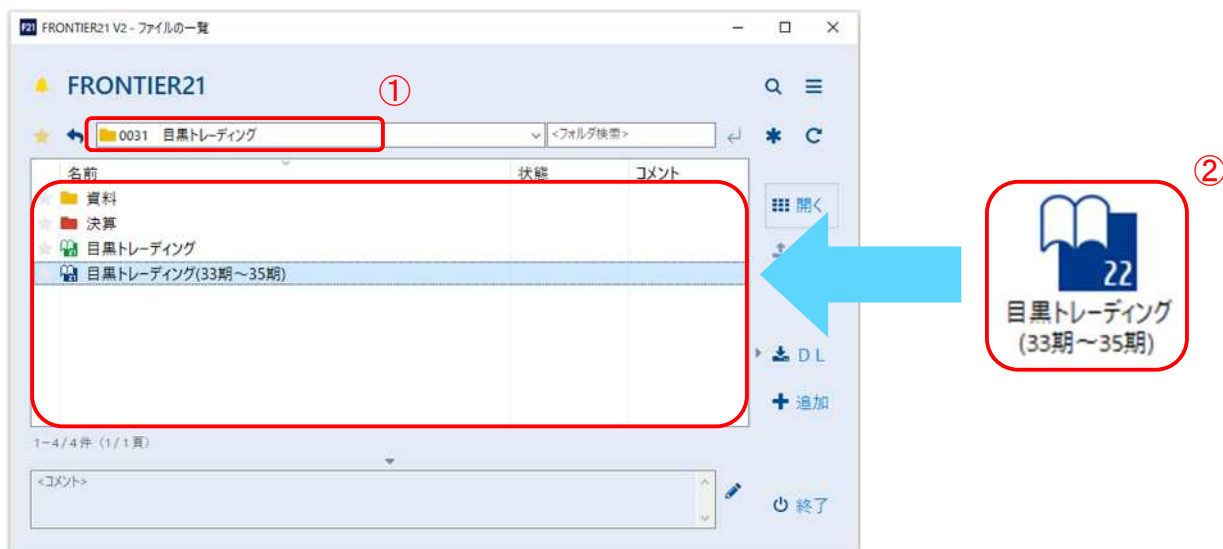 F21 FRONTIER21 V2 - ファイルの一覧
FRONTIER21
①
0031 目黒トレーディング
<フォルダ検索>
②
名前 状態 コメント
資料
決算
目黒トレーディング
目黒トレーディング(33期～35期)
開く
DL
追加
22
目黒トレーディング
(33期～35期)
1-4/4件 (1/1頁)
<コメント>
終了